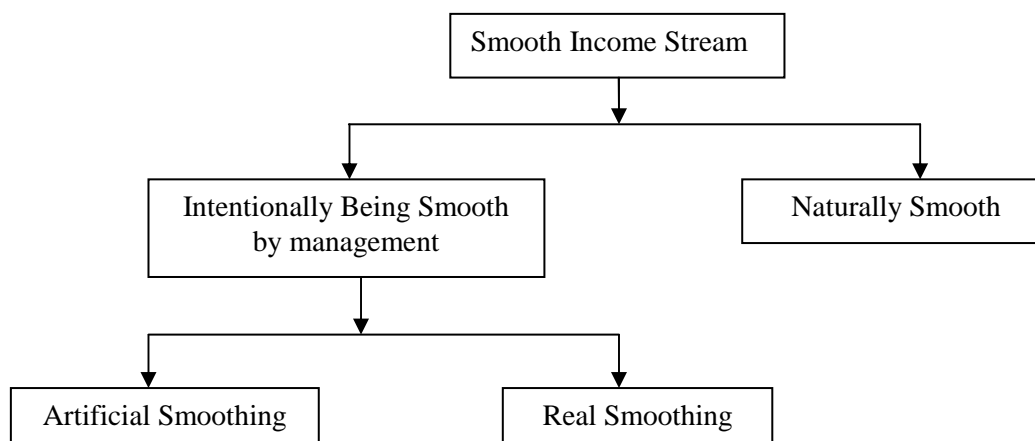 Smooth Income Stream
Intentionally Being Smooth
by management
Naturally Smooth
Artificial Smoothing
Real Smoothing